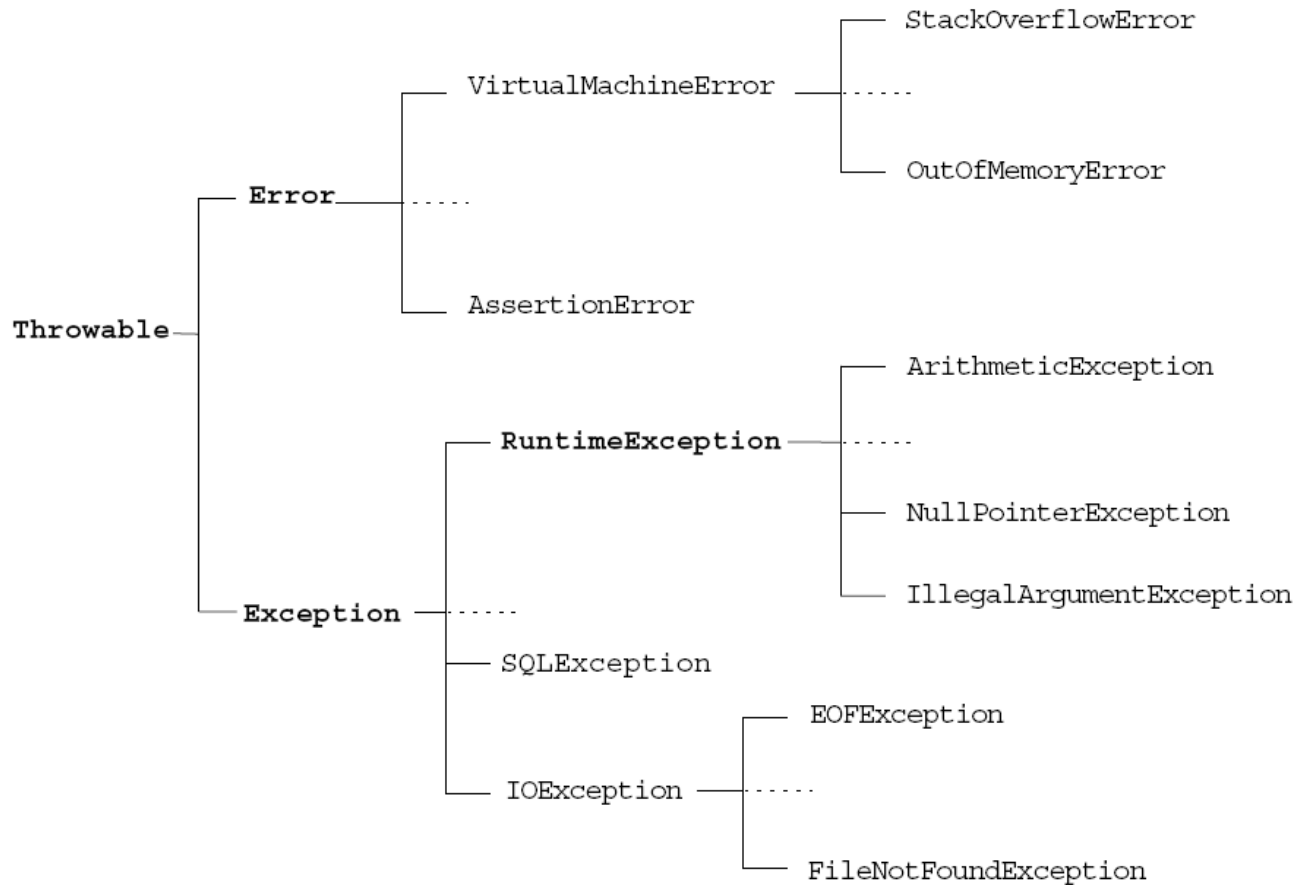 StackOverflowError
VirtualMachineError
OutOfMemoryError
Error
AssertionError
Throwable
ArithmeticException
RuntimeException
NullPointerException
IllegalArgumentException
Exception
SQLException
EOFException
IOException
FileNotFoundException